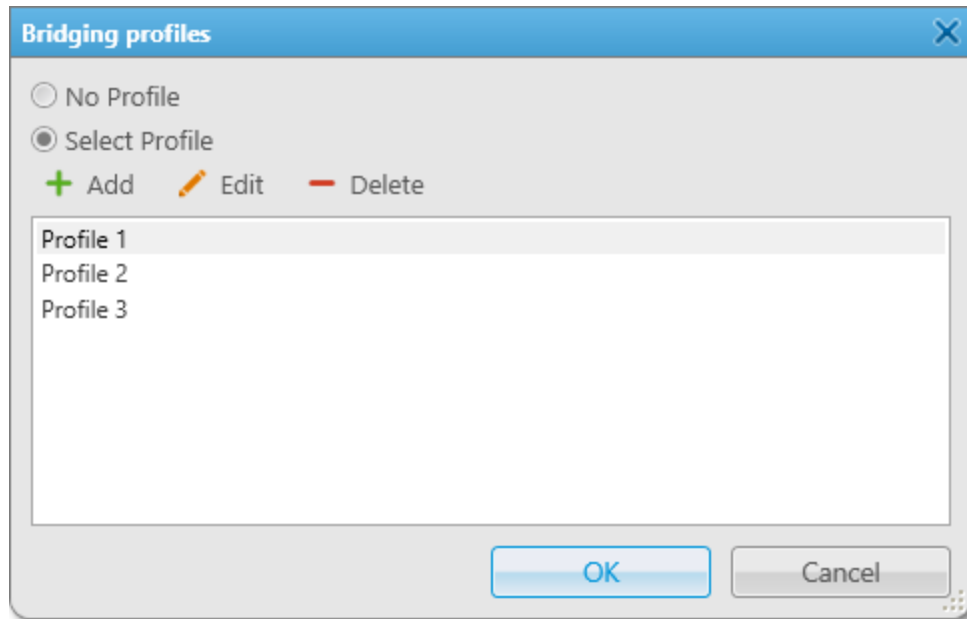 Bridging profiles
No Profile
Select Profile
Add Edit Delete
Profile 1
Profile 2
Profile 3
OK Cancel